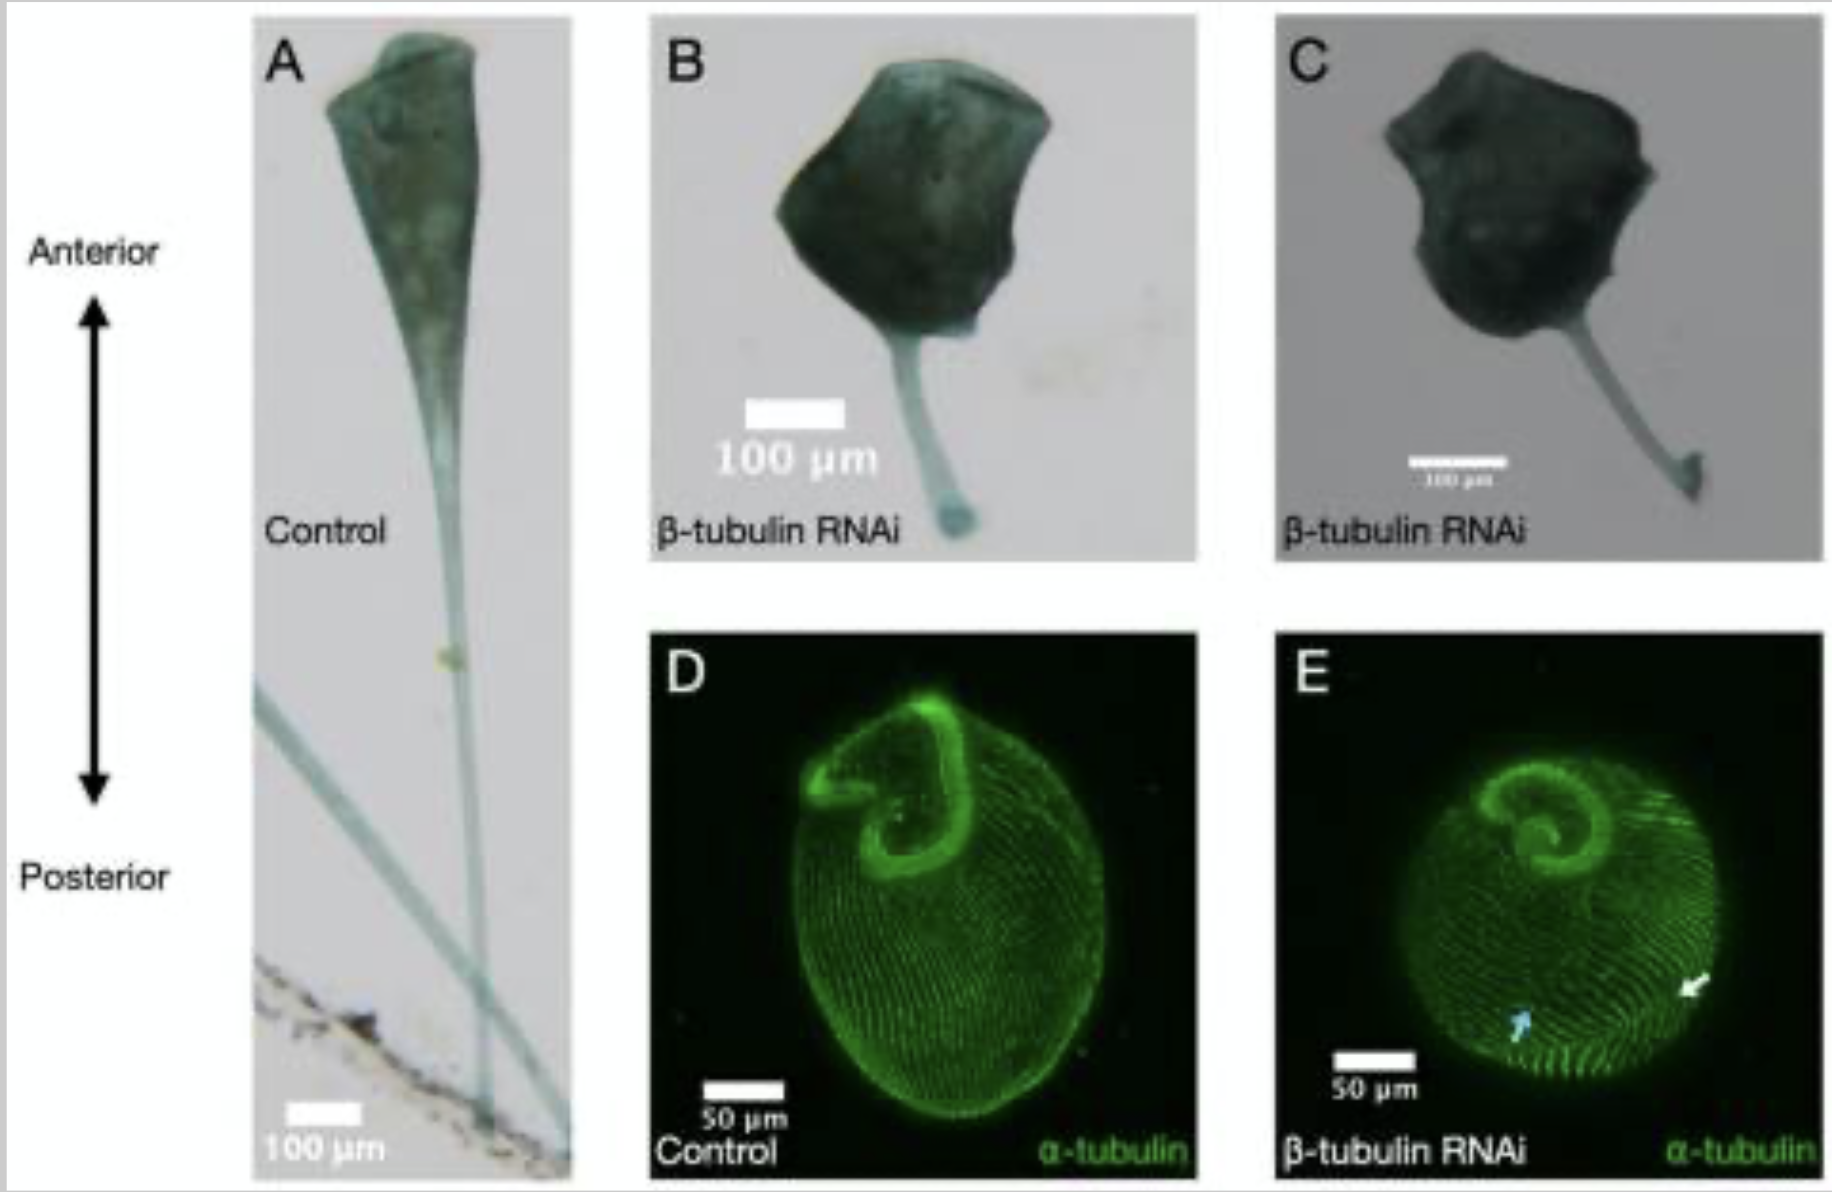 Anterior
Posterior
A
Control
100 µm
B
100 µm
β-tubulin RNAi
C
100 µm
β-tubulin RNAi
D
50 µm
Control
α-tubulin
E
50 µm
β-tubulin RNAi
α-tubulin